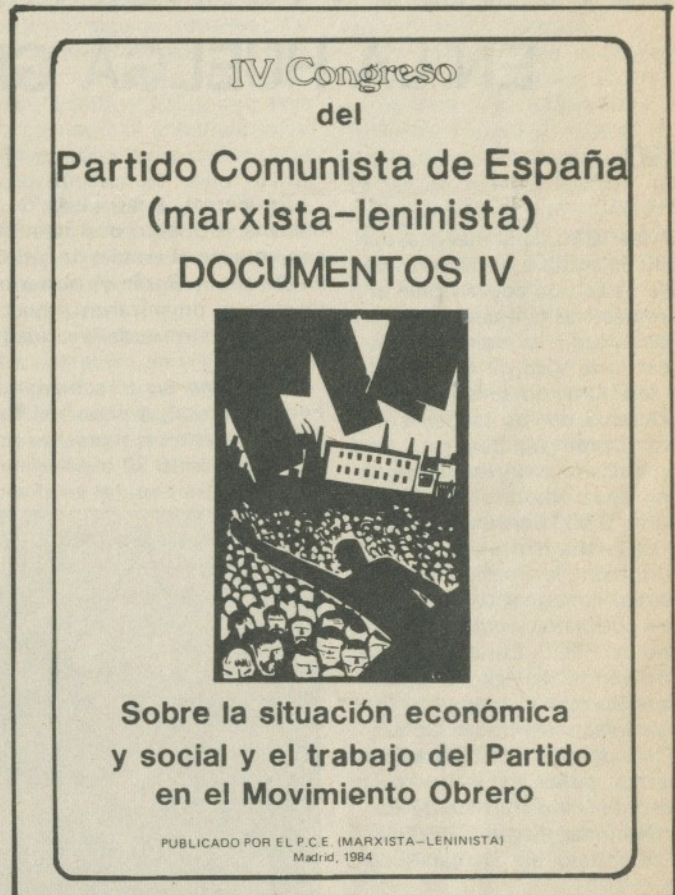 IV Congreso
del
Partido Comunista de España
(marxista-leninista)
DOCUMENTOS IV
Sobre la situación económica
y social y el trabajo del Partido
en el Movimiento Obrero
PUBLICADO POR EL P.C.E. (MARXISTA-LENINISTA)
Madrid, 1984